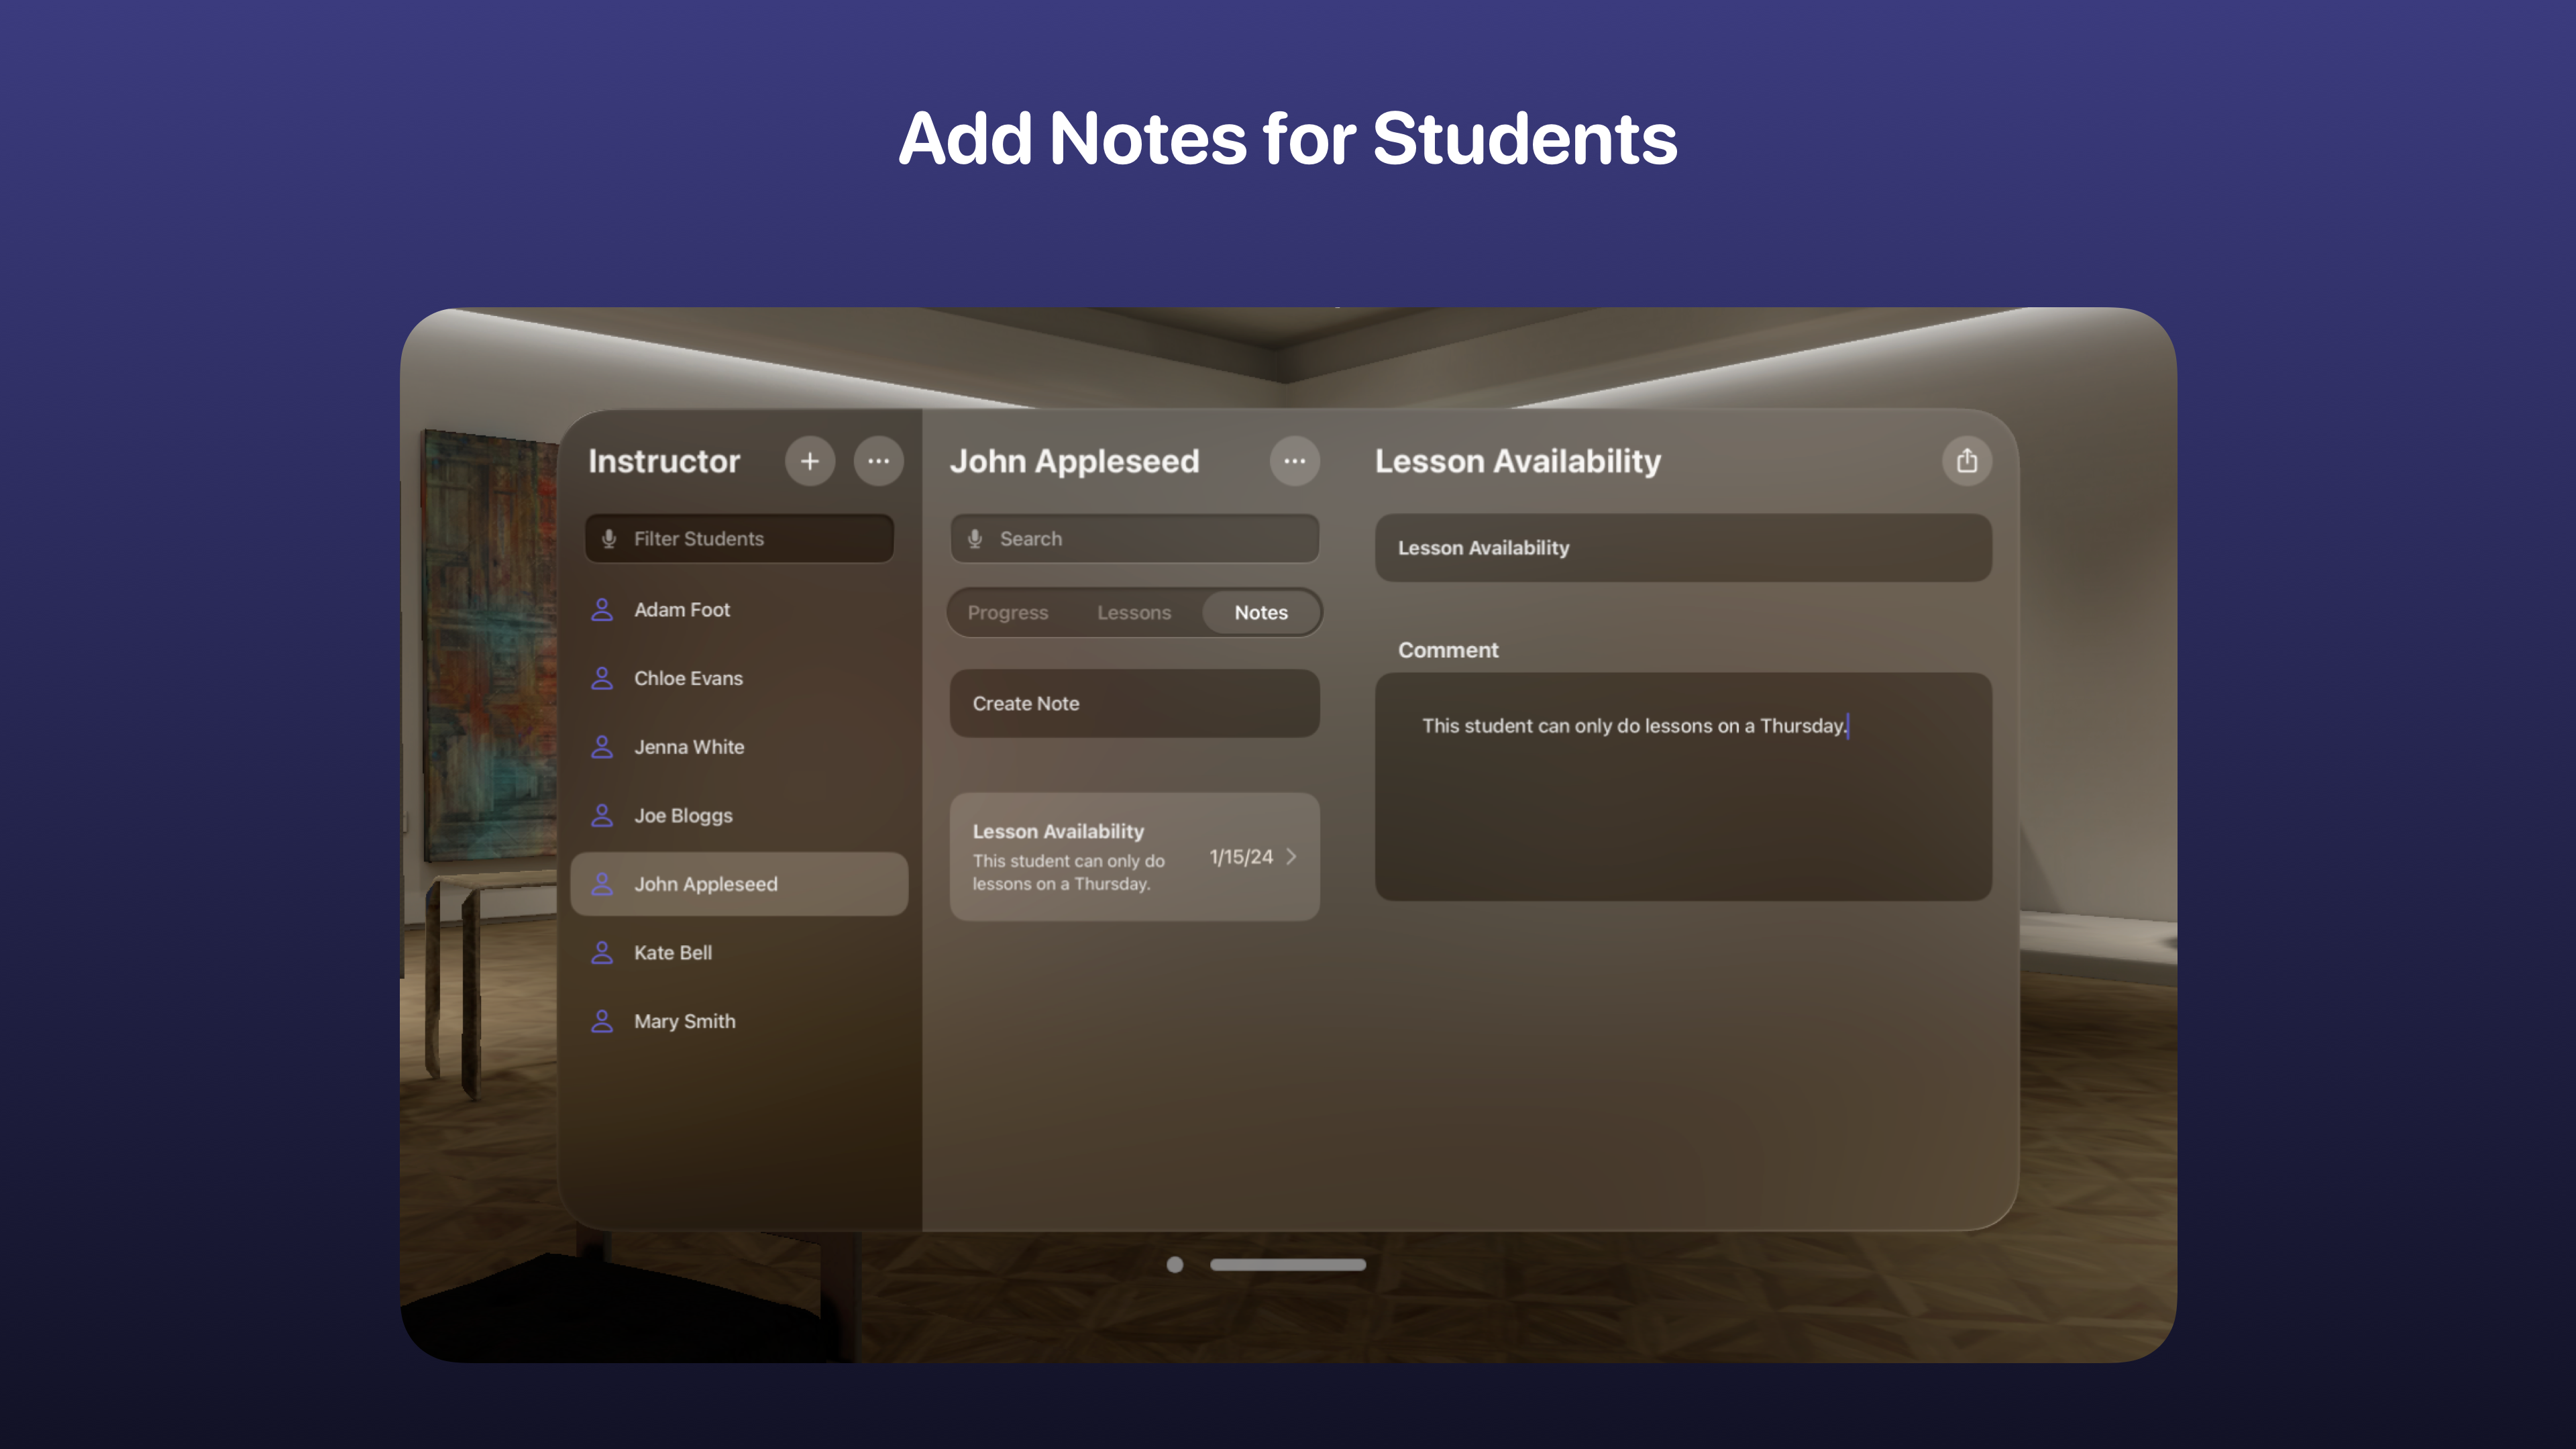 Add Notes for Students
Instructor
Filter Students
Adam Foot
Chloe Evans
Jenna White
Joe Bloggs
John Appleseed
Kate Bell
Mary Smith
John Appleseed
Search
Progress Lessons Notes
Create Note
Lesson Availability
This student can only do
lessons on a Thursday.
1/15/24
Lesson Availability
Lesson Availability
Comment
This student can only do lessons on a Thursday.